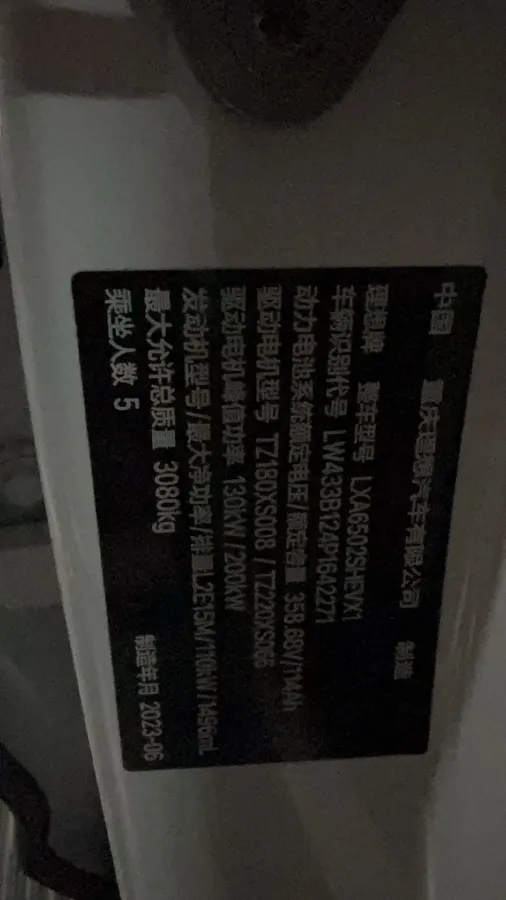 中国 重庆理想汽车有限公司 制造
理想牌 整车型号 LXA6502SHEVX1
车辆识别代号 LW433B124P1642271
动力电池系统额定电压/额定容量 358.68V/114Ah
驱动电机型号 TZ180XS008 / TZ220XS066
驱动电机峰值功率 130kW / 200kW
发动机型号/最大净功率/排量 L2E15M/110kW/1496mL
最大允许总质量 3080kg
乘坐人数 5 制造年月 2023-06